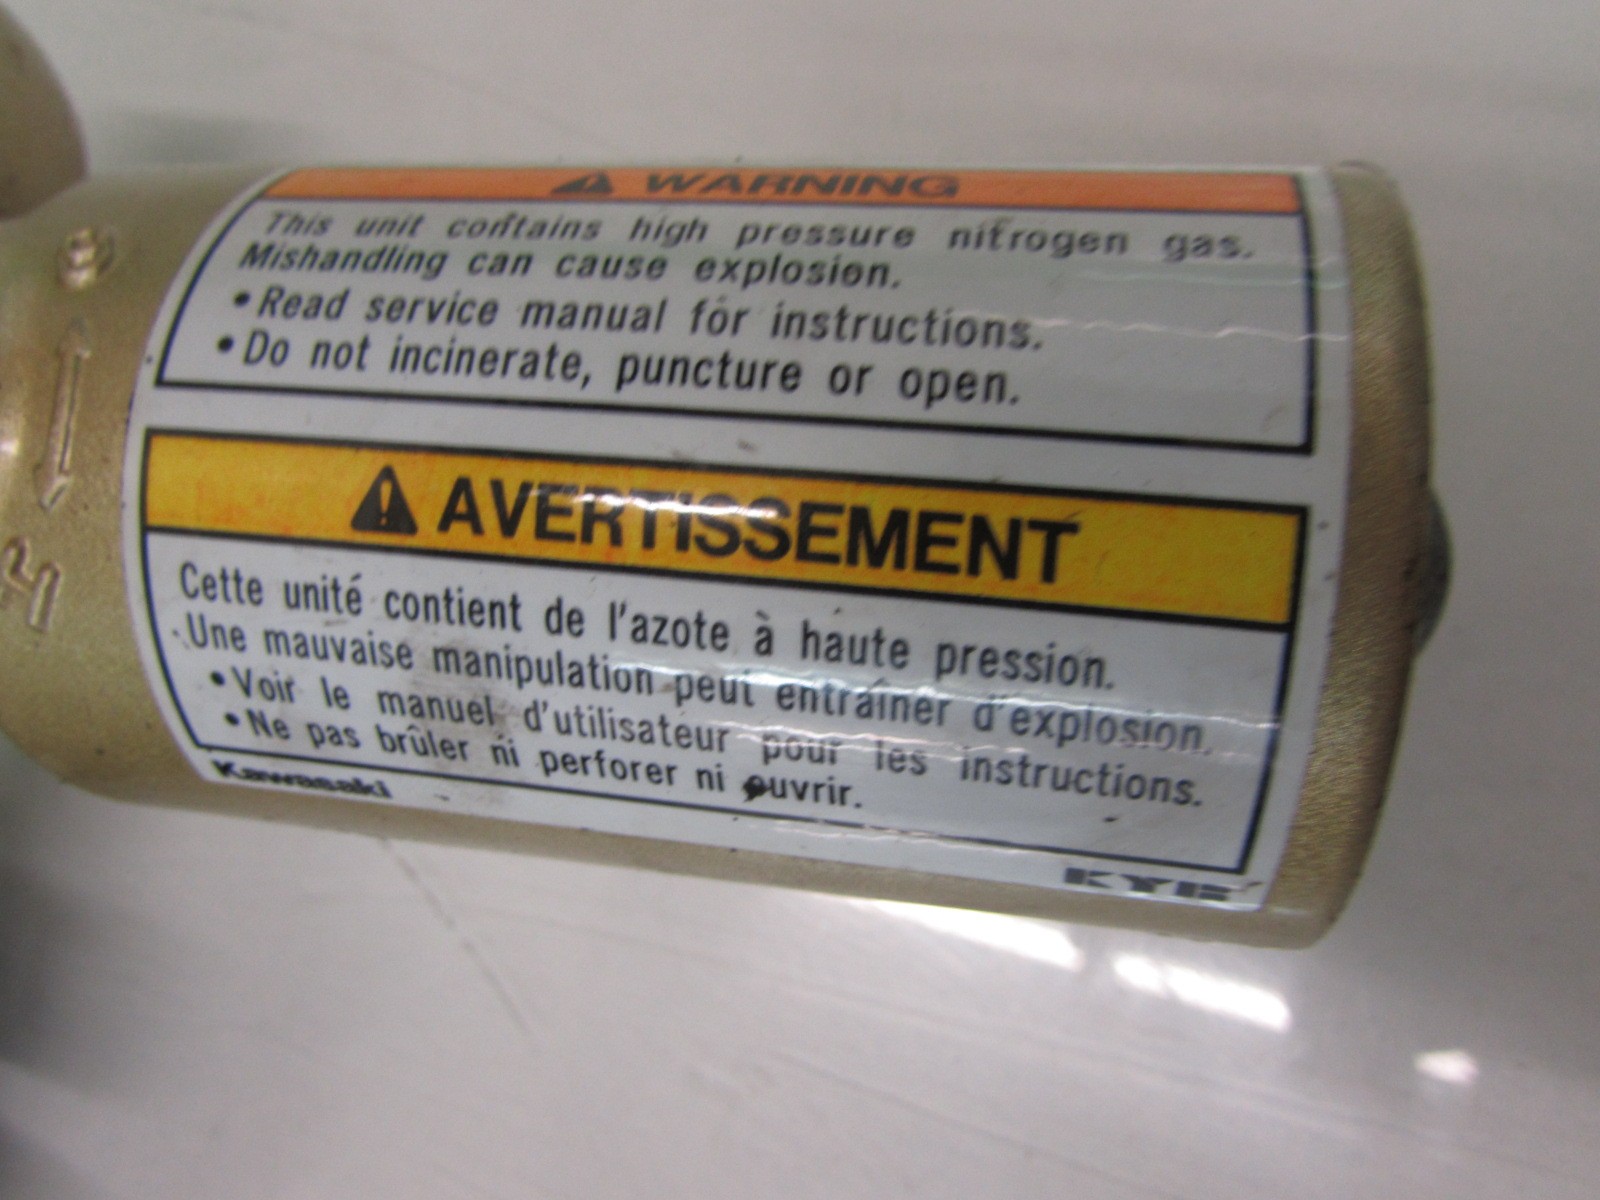 WARNING
This unit contains high pressure nitrogen gas.
Mishandling can cause explosion.
• Read service manual for instructions.
• Do not incinerate, puncture or open.
AVERTISSEMENT
Cette unité contient de l'azote à haute pression.
Une mauvaise manipulation peut entraîner d'explosion.
• Voir le manuel d'utilisateur pour les instructions.
• Ne pas brûler ni perforer ni ouvrir.
Kawasaki
KYB